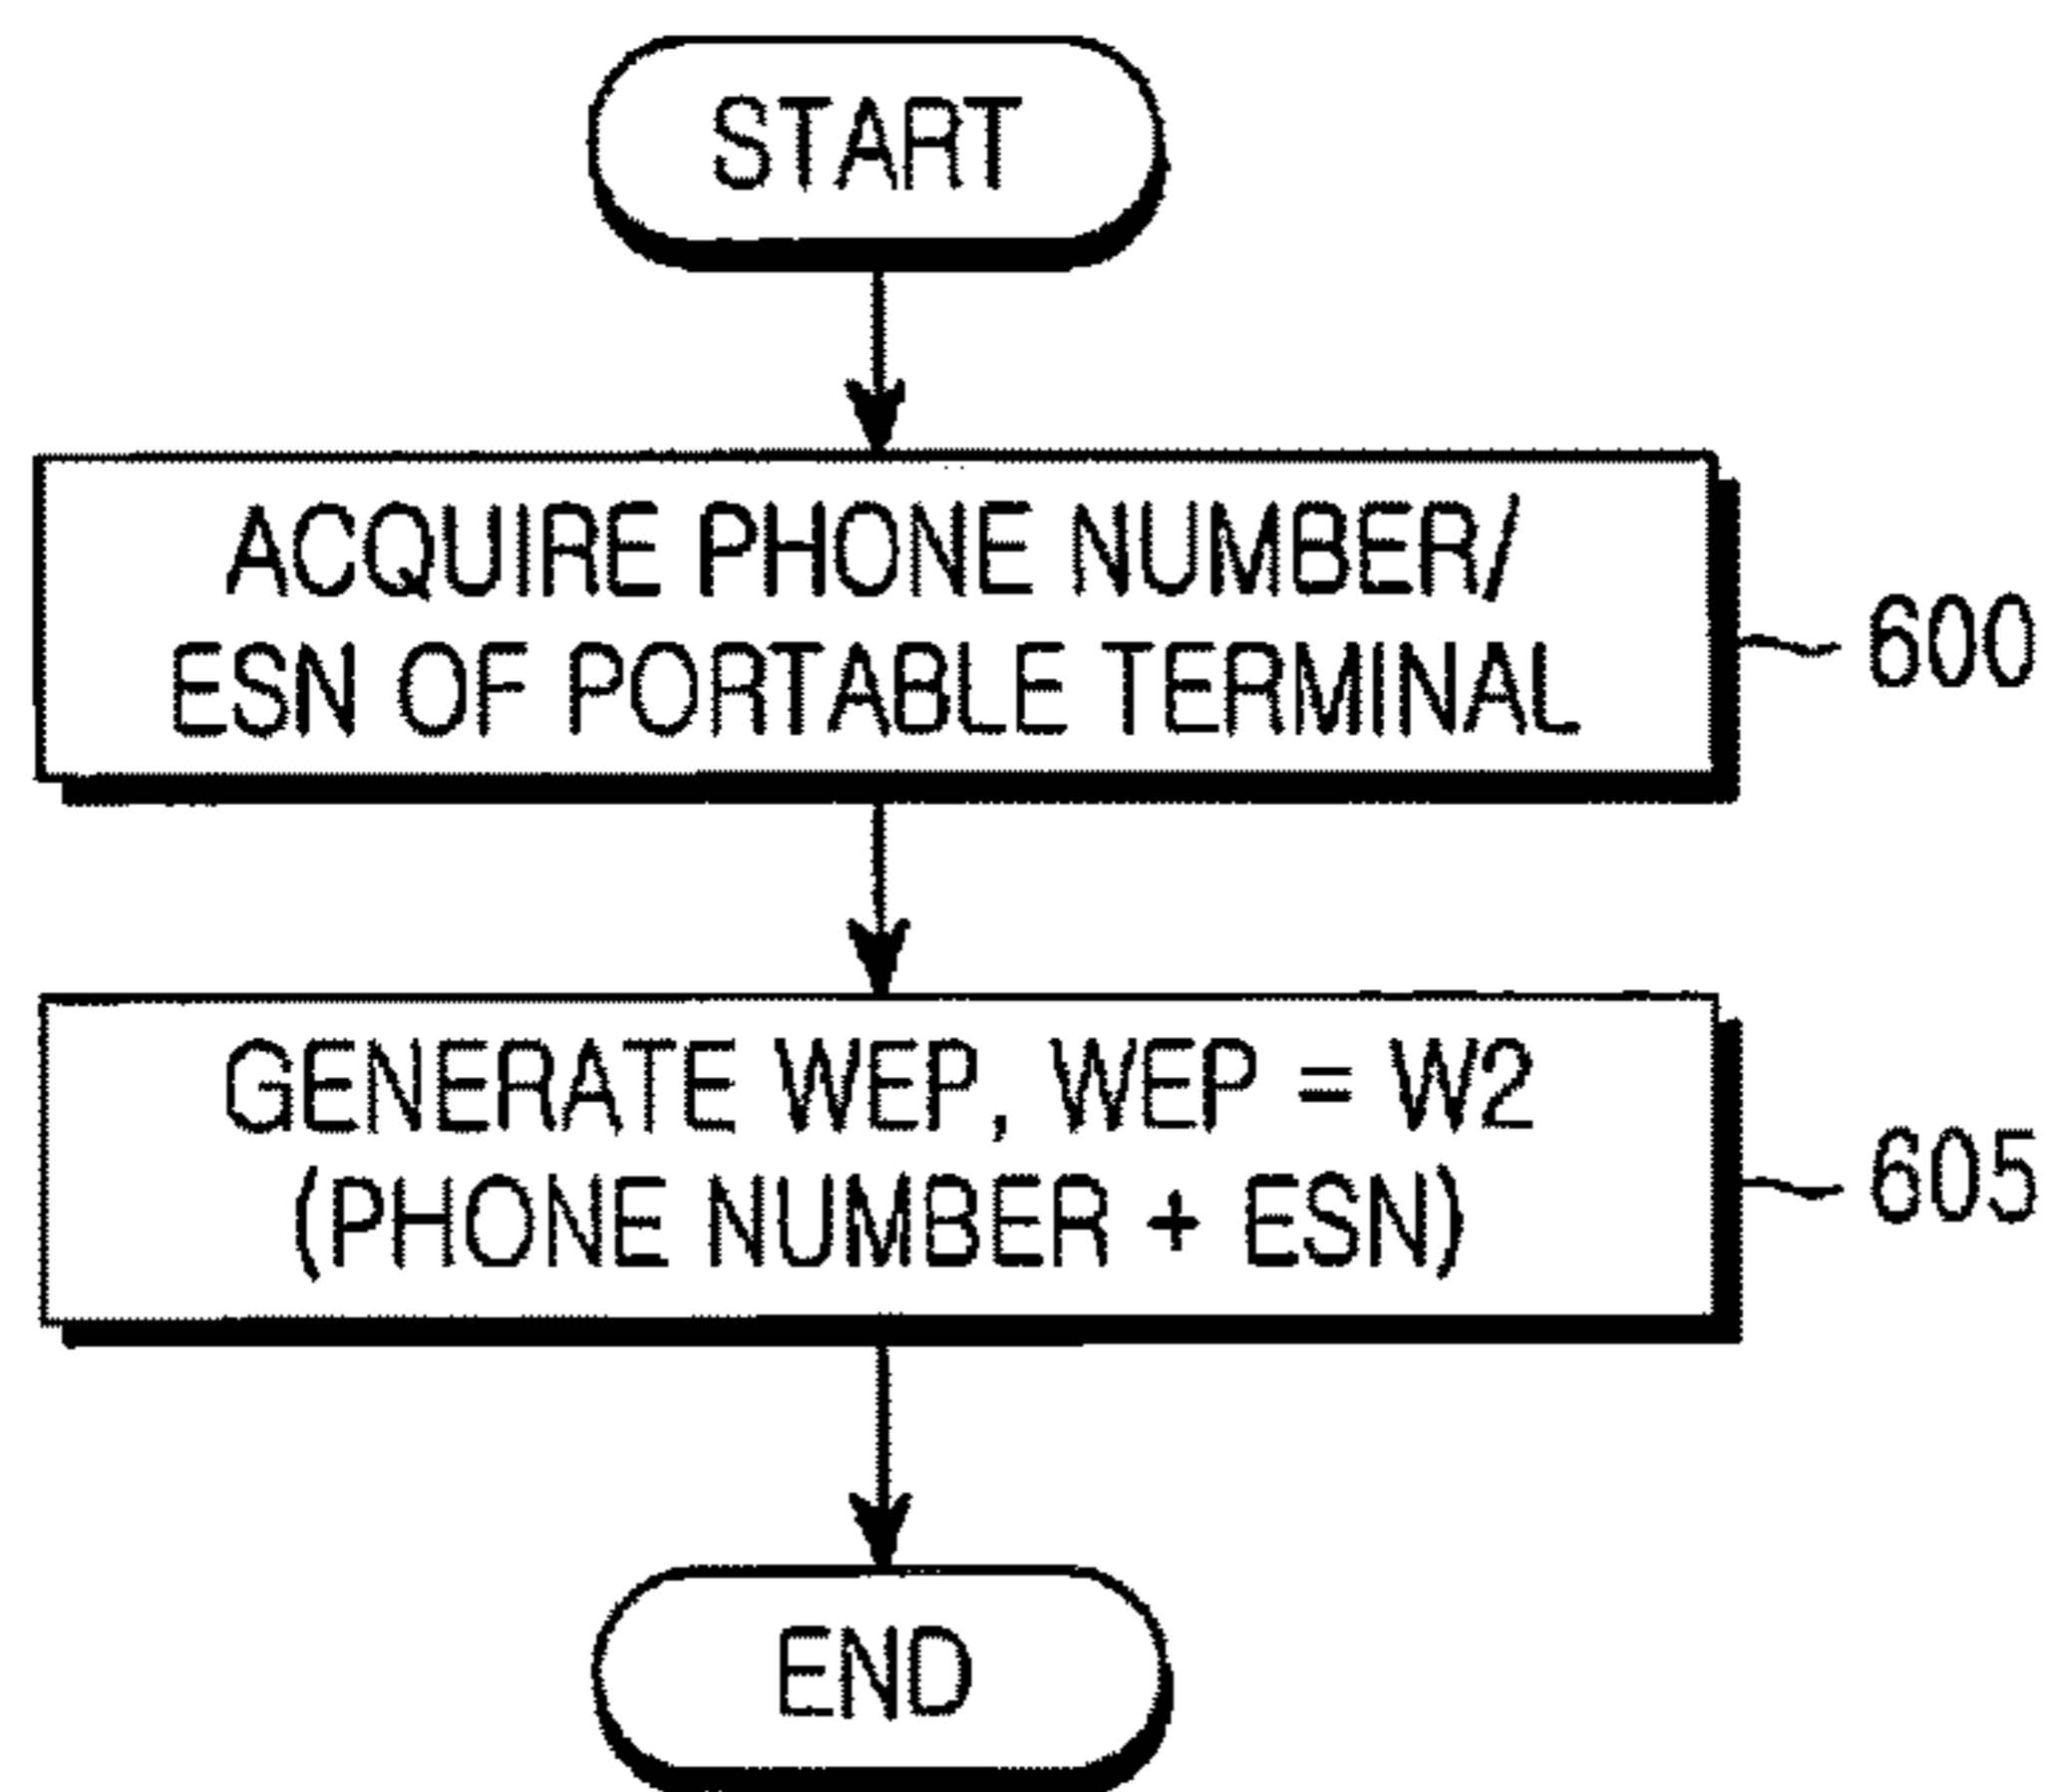 START
ACQUIRE PHONE NUMBER/
ESN OF PORTABLE TERMINAL
600
GENERATE WEP, WEP = W2
(PHONE NUMBER + ESN)
605
END